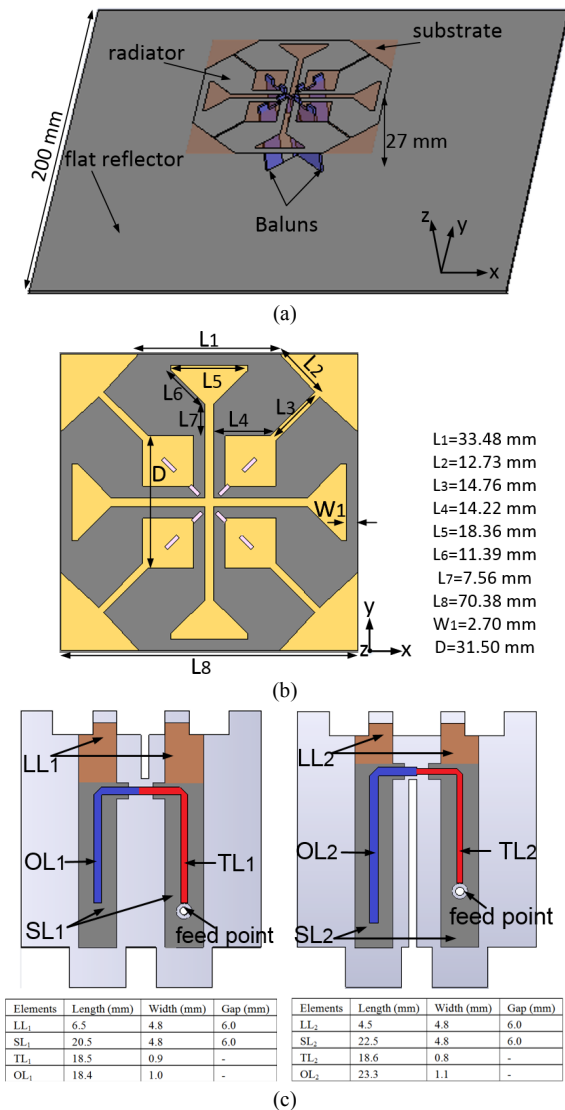 substrate
radiator
200 mm
flat reflector
27 mm
Baluns
z
y
x
(a)
L1
L2
L5
L6
L7
L4
L3
D
W1
L8
y
z
x
L1=33.48 mm
L2=12.73 mm
L3=14.76 mm
L4=14.22 mm
L5=18.36 mm
L6=11.39 mm
L7=7.56 mm
L8=70.38 mm
W1=2.70 mm
D=31.50 mm
(b)
LL1
OL1
TL1
SL1
feed point
LL2
OL2
TL2
SL2
feed point
Elements Length (mm) Width (mm) Gap (mm)
LL1 6.5 4.8 6.0
SL1 20.5 4.8 6.0
TL1 18.5 0.9 -
OL1 18.4 1.0 -
Elements Length (mm) Width (mm) Gap (mm)
LL2 4.5 4.8 6.0
SL2 22.5 4.8 6.0
TL2 18.6 0.8 -
OL2 23.3 1.1 -
(c)